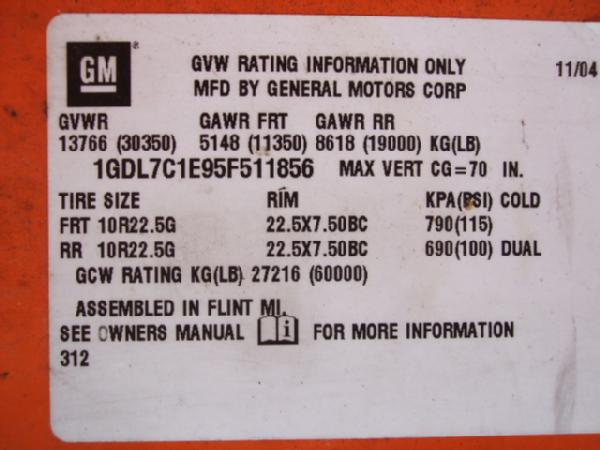 GM
GVW RATING INFORMATION ONLY 11/04
MFD BY GENERAL MOTORS CORP
GVWR GAWR FRT GAWR RR
13766 (30350) 5148 (11350) 8618 (19000) KG(LB)
1GDL7C1E95F511856 MAX VERT CG=70 IN.
TIRE SIZE RIM KPA(PSI) COLD
FRT 10R22.5G 22.5X7.50BC 790(115)
RR 10R22.5G 22.5X7.50BC 690(100) DUAL
GCW RATING KG(LB) 27216 (60000)
ASSEMBLED IN FLINT MI.
SEE OWNERS MANUAL i FOR MORE INFORMATION
312